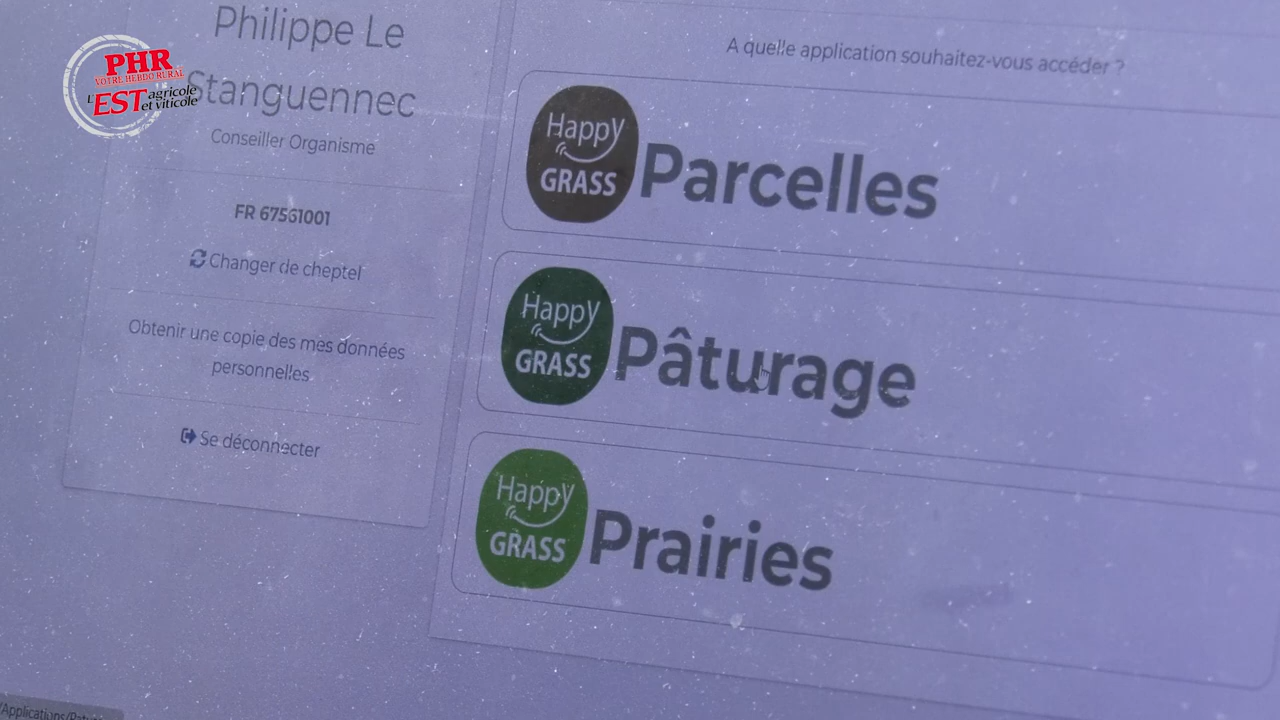 PHR
VOTRE HEBDO RURAL
L'EST agricole
et viticole
Philippe Le
Stanguennec
Conseiller Organisme
FR 67561001
Changer de cheptel
Obtenir une copie des mes données
personnelles
Se déconnecter
A quelle application souhaitez-vous accéder ?
Happy
GRASS
Parcelles
Happy
GRASS
Pâturage
Happy
GRASS
Prairies